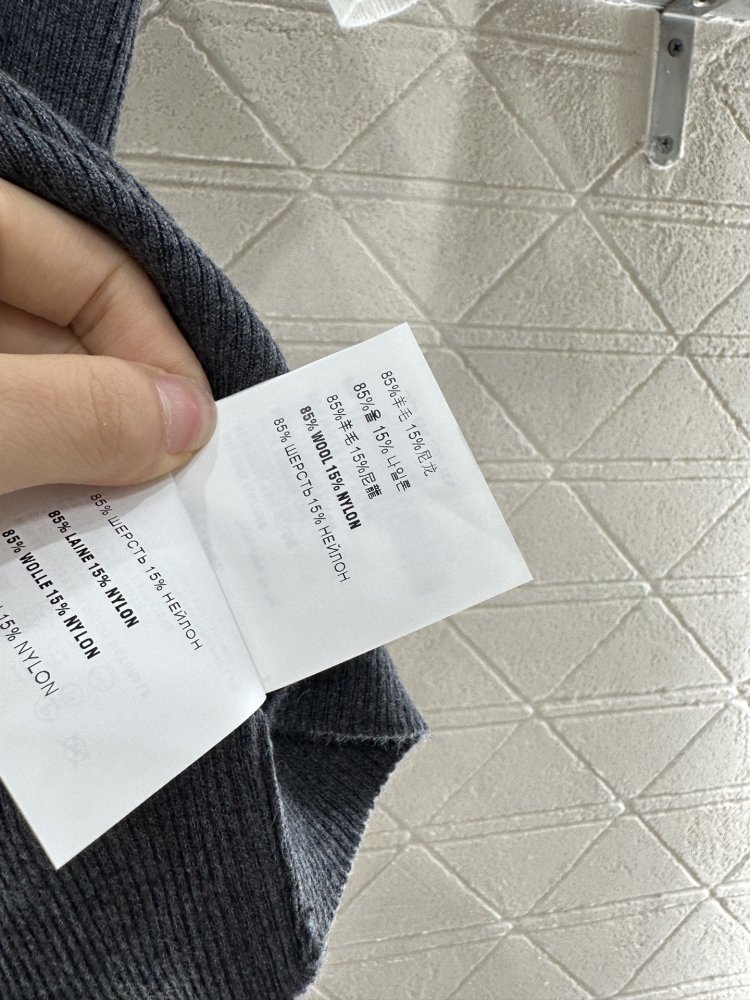 85%羊毛 15%尼龙
85%울 15% 나일론
85%羊毛 15%尼龍
85% WOOL 15% NYLON
85% ШЕРСТЬ 15% НЕЙЛОН
85% ШЕРСТЬ 15% НЕЙЛОН
85% LAINE 15% NYLON
85% WOLLE 15% NYLON
15% NYLON